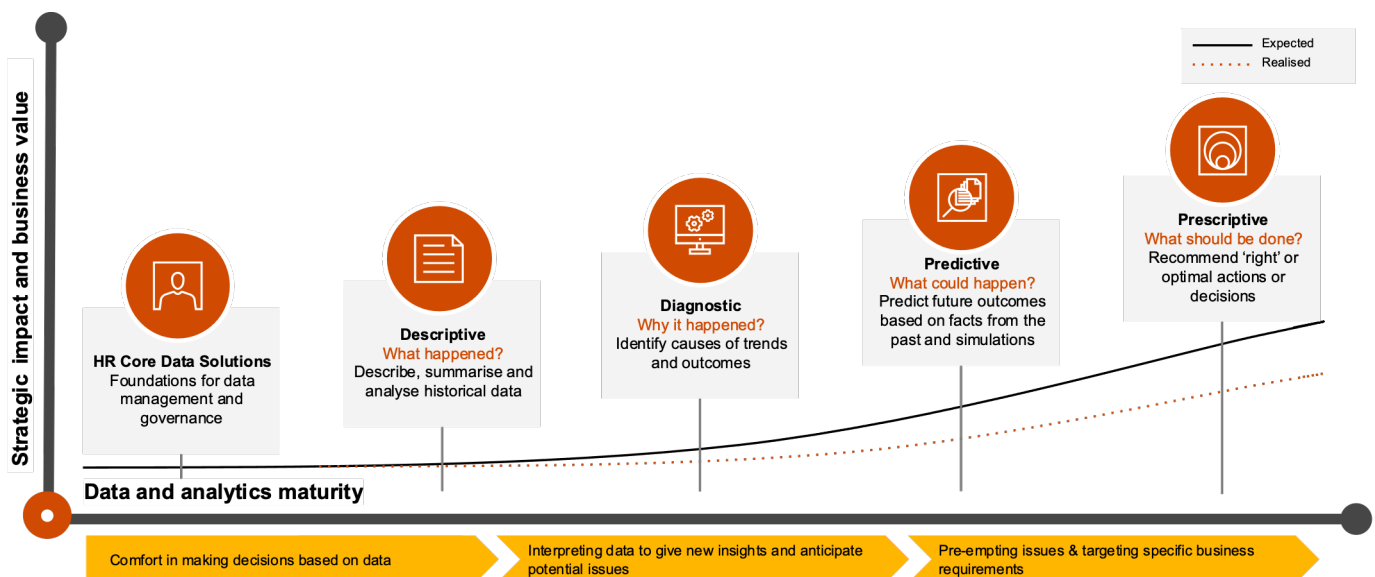 Strategic impact and business value
Expected
Realised
HR Core Data Solutions
Foundations for data
management and
governance
Descriptive
What happened?
Describe, summarise and
analyse historical data
Diagnostic
Why it happened?
Identify causes of trends
and outcomes
Predictive
What could happen?
Predict future outcomes
based on facts from the
past and simulations
Prescriptive
What should be done?
Recommend ‘right’ or
optimal actions or
decisions
Data and analytics maturity
Comfort in making decisions based on data
Interpreting data to give new insights and anticipate
potential issues
Pre-empting issues & targeting specific business
requirements